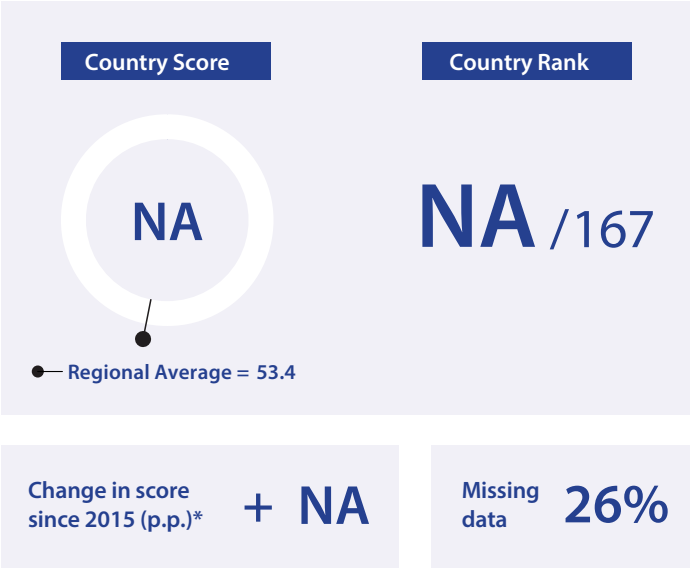 Country Score
Country Rank
NA
NA /167
Regional Average = 53.4
Change in score
since 2015 (p.p.)*
+ NA
Missing
data
26%